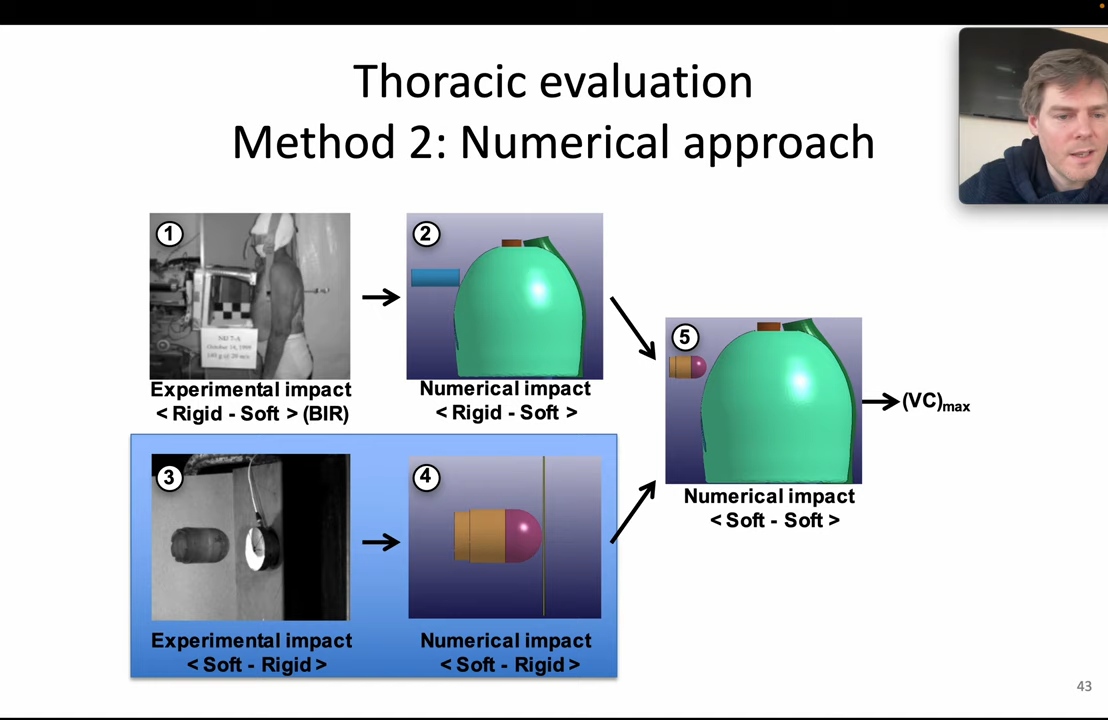 Thoracic evaluation
Method 2: Numerical approach
1
2
Experimental impact
< Rigid - Soft > (BIR)
Numerical impact
< Rigid - Soft >
3
4
Experimental impact
< Soft - Rigid >
Numerical impact
< Soft - Rigid >
5
Numerical impact
< Soft - Soft >
(VC)max
43